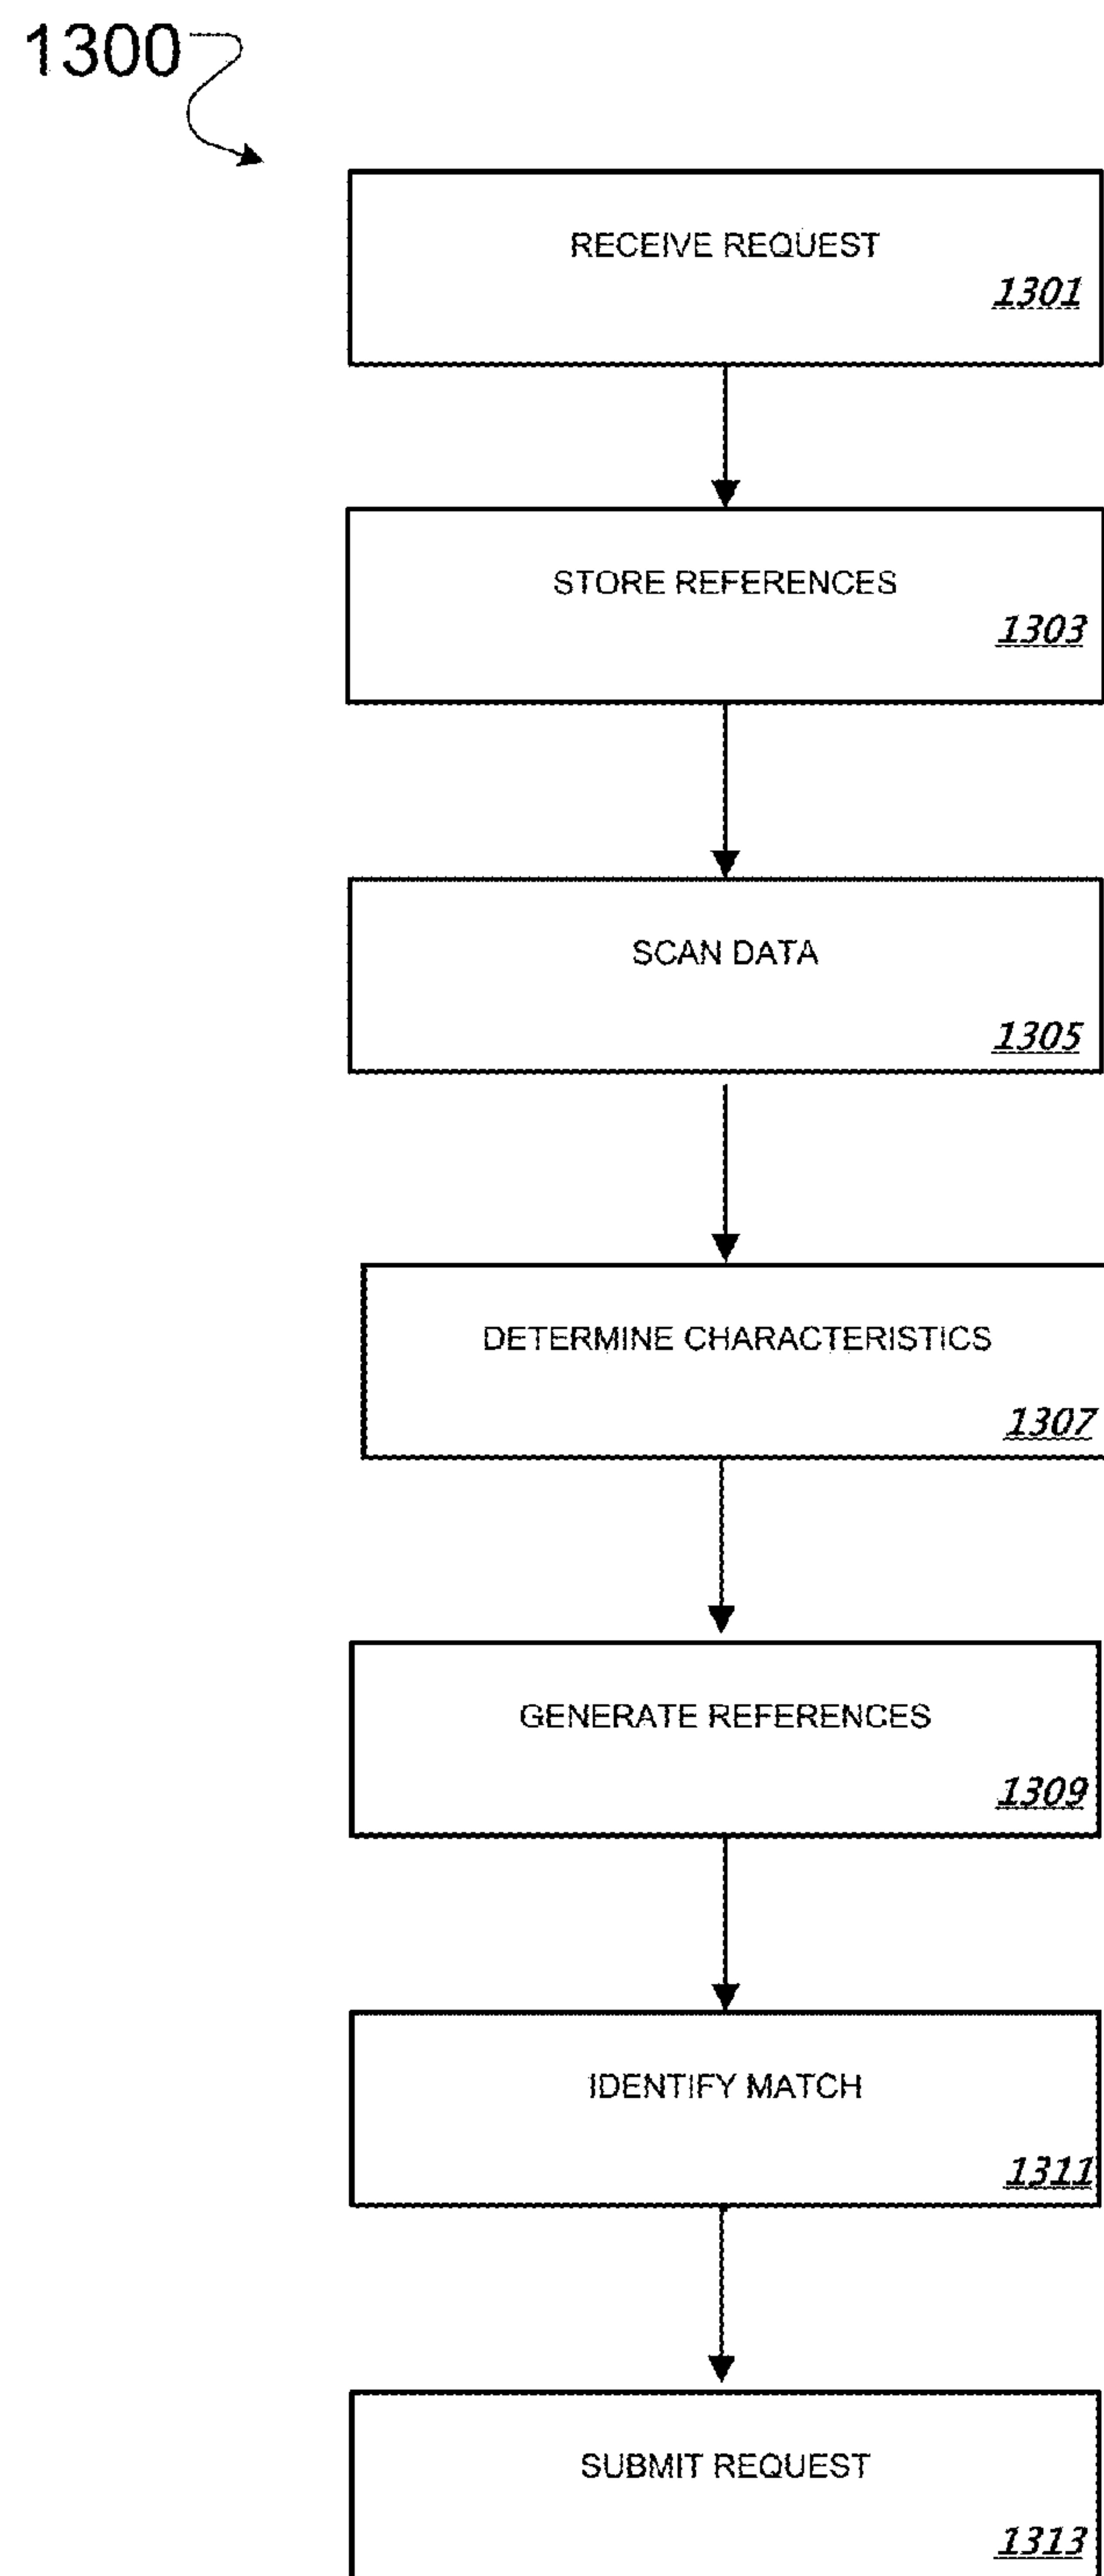 1300
RECEIVE REQUEST
1301
STORE REFERENCES
1303
SCAN DATA
1305
DETERMINE CHARACTERISTICS
1307
GENERATE REFERENCES
1309
IDENTIFY MATCH
1311
SUBMIT REQUEST
1313